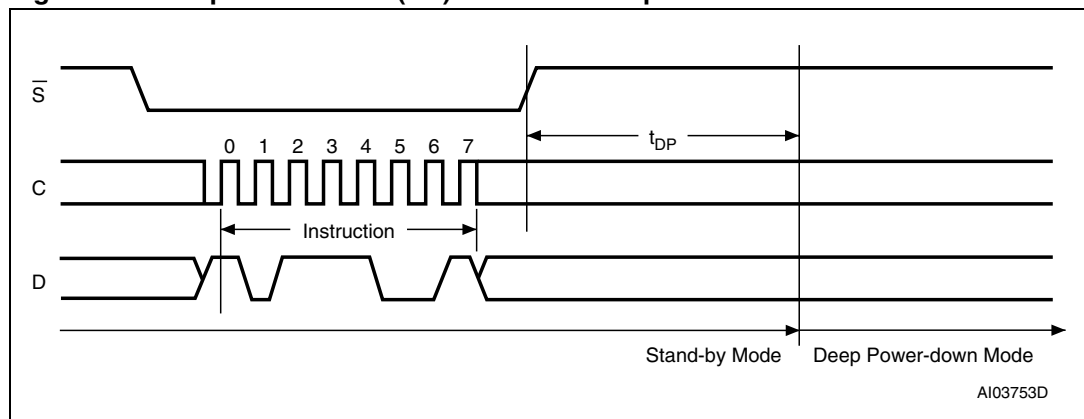 S̅
t_DP
0 1 2 3 4 5 6 7
C
Instruction
D
Stand-by Mode Deep Power-down Mode
AI03753D